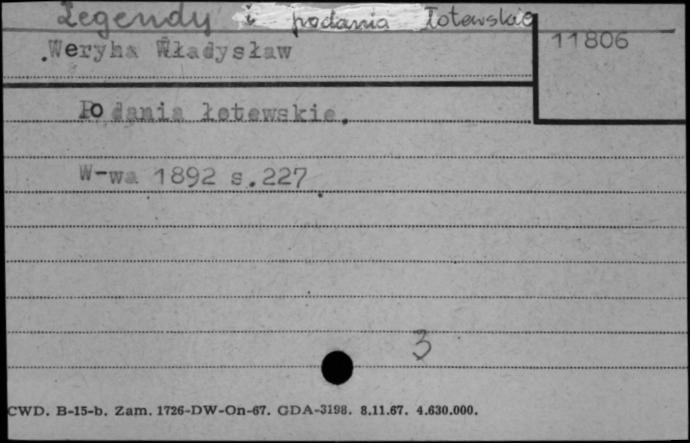 Legendy i podania łotewskie
Weryha Władysław
11806
Podania łotewskie.
W-wa 1892 s.227
3
CWD. B-15-b. Zam. 1726-DW-On-67. GDA-3198. 8.11.67. 4.630.000.